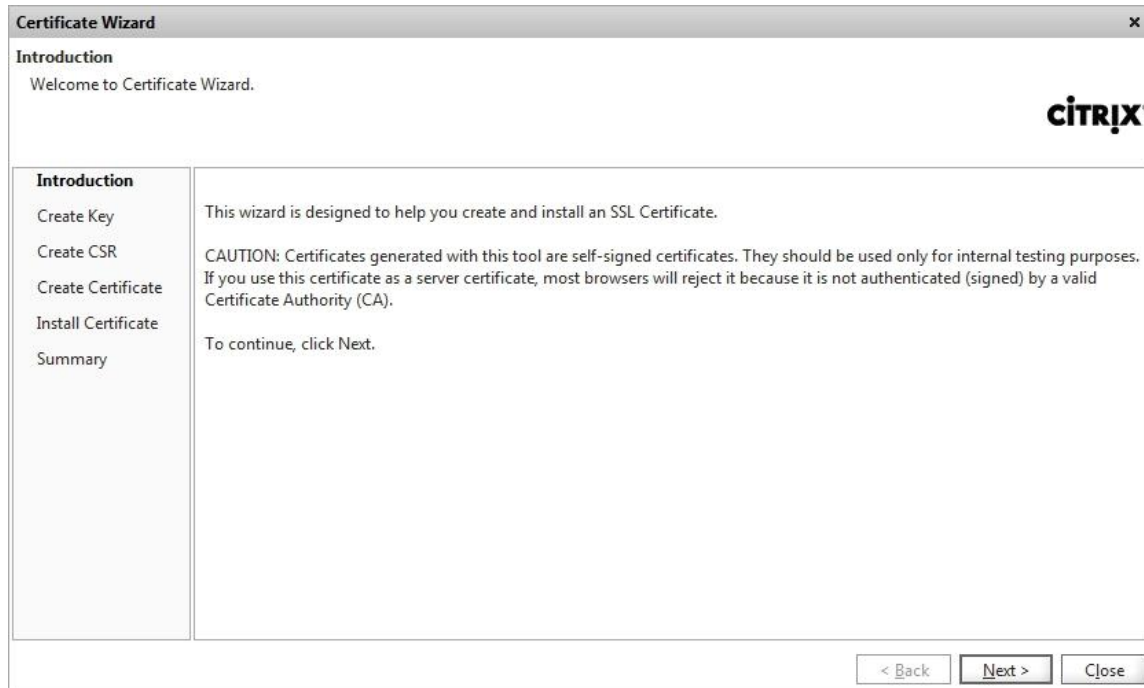 Certificate Wizard
x
Introduction
Welcome to Certificate Wizard.
CİTRIX
Introduction
Create Key
Create CSR
Create Certificate
Install Certificate
Summary
This wizard is designed to help you create and install an SSL Certificate.
CAUTION: Certificates generated with this tool are self-signed certificates. They should be used only for internal testing purposes.
If you use this certificate as a server certificate, most browsers will reject it because it is not authenticated (signed) by a valid
Certificate Authority (CA).
To continue, click Next.
< Back
Next >
Close